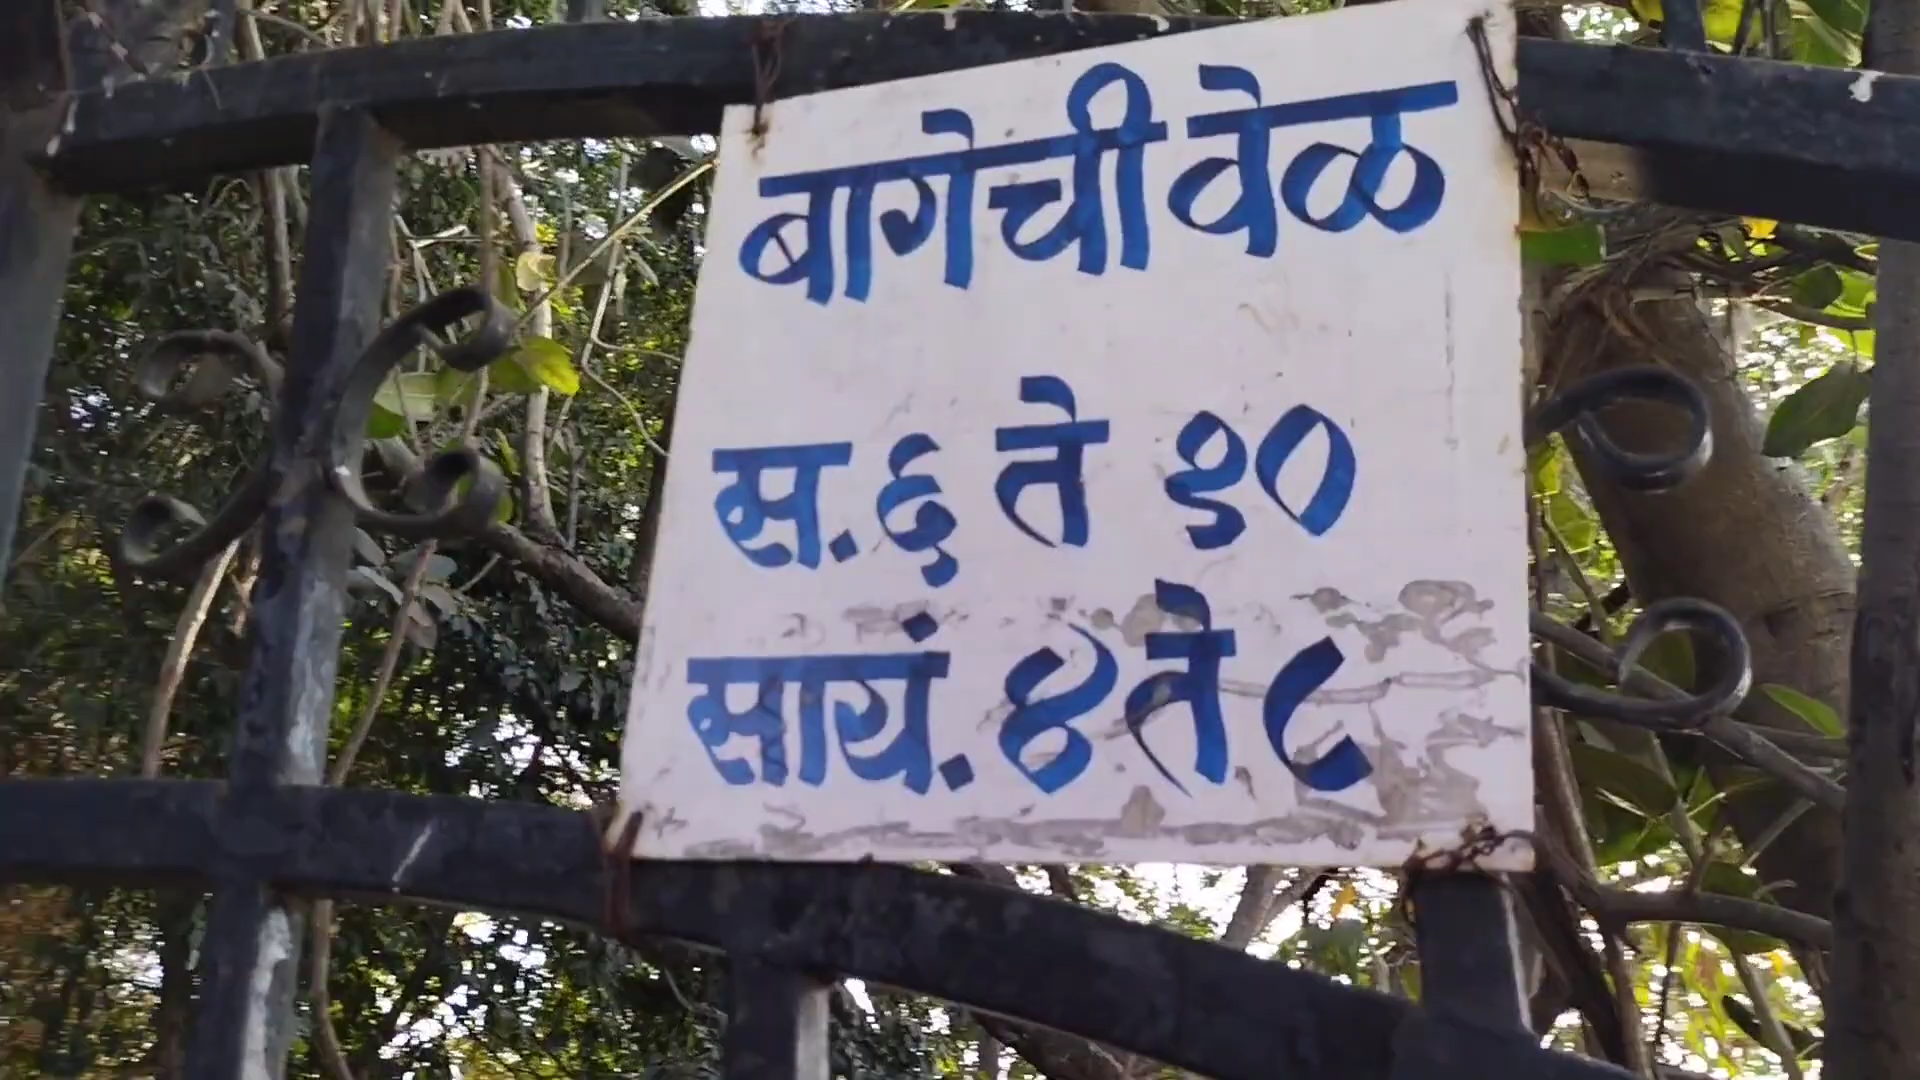 बागेची वेळ
स. ६ ते १०
सायं. ४ ते ८